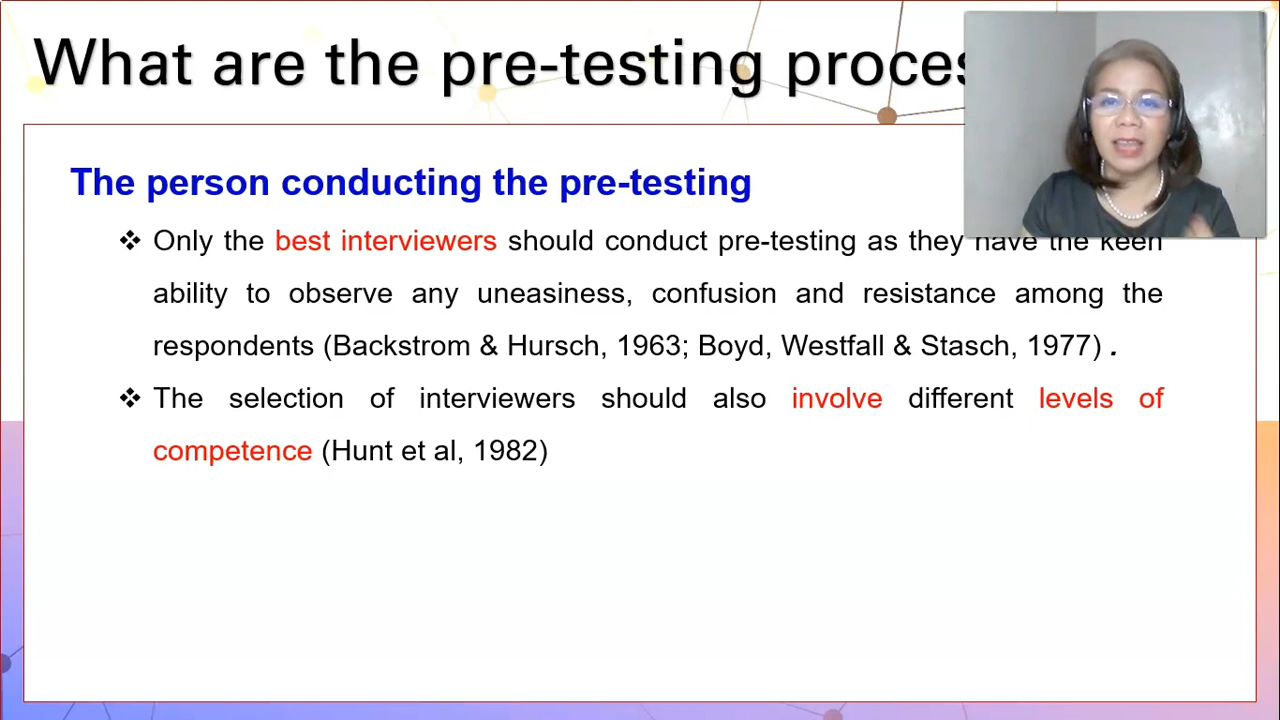 What are the pre-testing proces
The person conducting the pre-testing
❖ Only the best interviewers should conduct pre-testing as they have the keen
ability to observe any uneasiness, confusion and resistance among the
respondents (Backstrom & Hursch, 1963; Boyd, Westfall & Stasch, 1977) .
❖ The selection of interviewers should also involve different levels of
competence (Hunt et al, 1982)